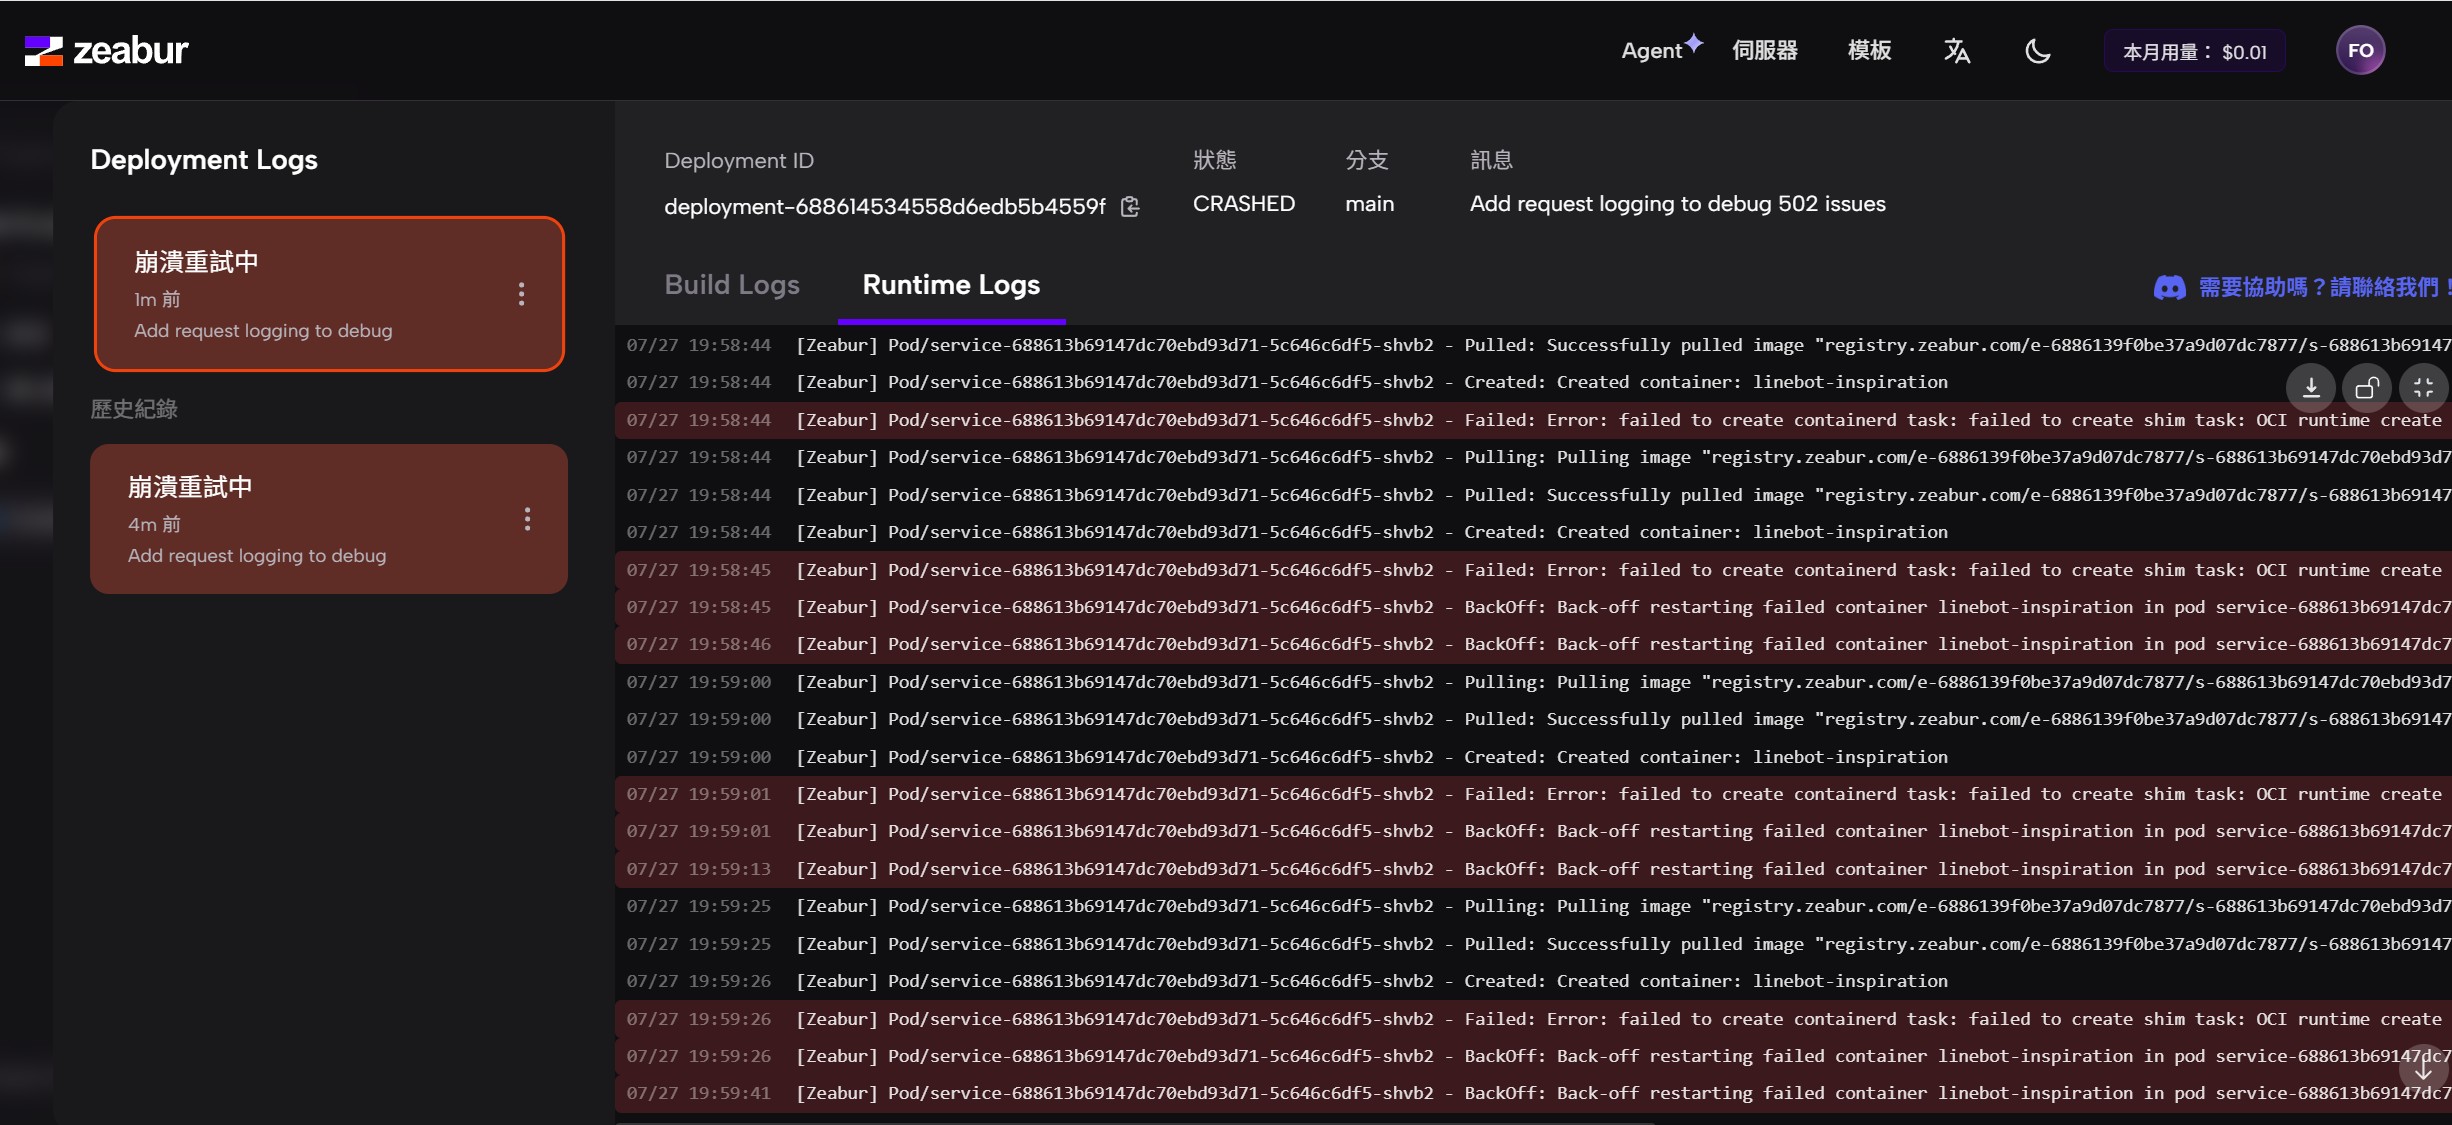 zeabur
Agent 伺服器 模板 本月用量： $0.01 FO
Deployment Logs
崩潰重試中
1m 前
Add request logging to debug
歷史紀錄
崩潰重試中
4m 前
Add request logging to debug
Deployment ID 狀態 分支 訊息
deployment-688614534558d6edb5b4559f CRASHED main Add request logging to debug 502 issues
Build Logs Runtime Logs 需要協助嗎？請聯絡我們！
07/27 19:58:44 [Zeabur] Pod/service-688613b69147dc70ebd93d71-5c646c6df5-shvb2 - Pulled: Successfully pulled image "registry.zeabur.com/e-6886139f0be37a9d07dc7877/s-688613b69147
07/27 19:58:44 [Zeabur] Pod/service-688613b69147dc70ebd93d71-5c646c6df5-shvb2 - Created: Created container: linebot-inspiration
07/27 19:58:44 [Zeabur] Pod/service-688613b69147dc70ebd93d71-5c646c6df5-shvb2 - Failed: Error: failed to create containerd task: failed to create shim task: OCI runtime create
07/27 19:58:44 [Zeabur] Pod/service-688613b69147dc70ebd93d71-5c646c6df5-shvb2 - Pulling: Pulling image "registry.zeabur.com/e-6886139f0be37a9d07dc7877/s-688613b69147dc70ebd93d7
07/27 19:58:44 [Zeabur] Pod/service-688613b69147dc70ebd93d71-5c646c6df5-shvb2 - Pulled: Successfully pulled image "registry.zeabur.com/e-6886139f0be37a9d07dc7877/s-688613b69147
07/27 19:58:44 [Zeabur] Pod/service-688613b69147dc70ebd93d71-5c646c6df5-shvb2 - Created: Created container: linebot-inspiration
07/27 19:58:45 [Zeabur] Pod/service-688613b69147dc70ebd93d71-5c646c6df5-shvb2 - Failed: Error: failed to create containerd task: failed to create shim task: OCI runtime create
07/27 19:58:45 [Zeabur] Pod/service-688613b69147dc70ebd93d71-5c646c6df5-shvb2 - BackOff: Back-off restarting failed container linebot-inspiration in pod service-688613b69147dc7
07/27 19:58:46 [Zeabur] Pod/service-688613b69147dc70ebd93d71-5c646c6df5-shvb2 - BackOff: Back-off restarting failed container linebot-inspiration in pod service-688613b69147dc7
07/27 19:59:00 [Zeabur] Pod/service-688613b69147dc70ebd93d71-5c646c6df5-shvb2 - Pulling: Pulling image "registry.zeabur.com/e-6886139f0be37a9d07dc7877/s-688613b69147dc70ebd93d7
07/27 19:59:00 [Zeabur] Pod/service-688613b69147dc70ebd93d71-5c646c6df5-shvb2 - Pulled: Successfully pulled image "registry.zeabur.com/e-6886139f0be37a9d07dc7877/s-688613b69147
07/27 19:59:00 [Zeabur] Pod/service-688613b69147dc70ebd93d71-5c646c6df5-shvb2 - Created: Created container: linebot-inspiration
07/27 19:59:01 [Zeabur] Pod/service-688613b69147dc70ebd93d71-5c646c6df5-shvb2 - Failed: Error: failed to create containerd task: failed to create shim task: OCI runtime create
07/27 19:59:01 [Zeabur] Pod/service-688613b69147dc70ebd93d71-5c646c6df5-shvb2 - BackOff: Back-off restarting failed container linebot-inspiration in pod service-688613b69147dc7
07/27 19:59:13 [Zeabur] Pod/service-688613b69147dc70ebd93d71-5c646c6df5-shvb2 - BackOff: Back-off restarting failed container linebot-inspiration in pod service-688613b69147dc7
07/27 19:59:25 [Zeabur] Pod/service-688613b69147dc70ebd93d71-5c646c6df5-shvb2 - Pulling: Pulling image "registry.zeabur.com/e-6886139f0be37a9d07dc7877/s-688613b69147dc70ebd93d7
07/27 19:59:25 [Zeabur] Pod/service-688613b69147dc70ebd93d71-5c646c6df5-shvb2 - Pulled: Successfully pulled image "registry.zeabur.com/e-6886139f0be37a9d07dc7877/s-688613b69147
07/27 19:59:26 [Zeabur] Pod/service-688613b69147dc70ebd93d71-5c646c6df5-shvb2 - Created: Created container: linebot-inspiration
07/27 19:59:26 [Zeabur] Pod/service-688613b69147dc70ebd93d71-5c646c6df5-shvb2 - Failed: Error: failed to create containerd task: failed to create shim task: OCI runtime create
07/27 19:59:26 [Zeabur] Pod/service-688613b69147dc70ebd93d71-5c646c6df5-shvb2 - BackOff: Back-off restarting failed container linebot-inspiration in pod service-688613b69147dc7
07/27 19:59:41 [Zeabur] Pod/service-688613b69147dc70ebd93d71-5c646c6df5-shvb2 - BackOff: Back-off restarting failed container linebot-inspiration in pod service-688613b69147dc7